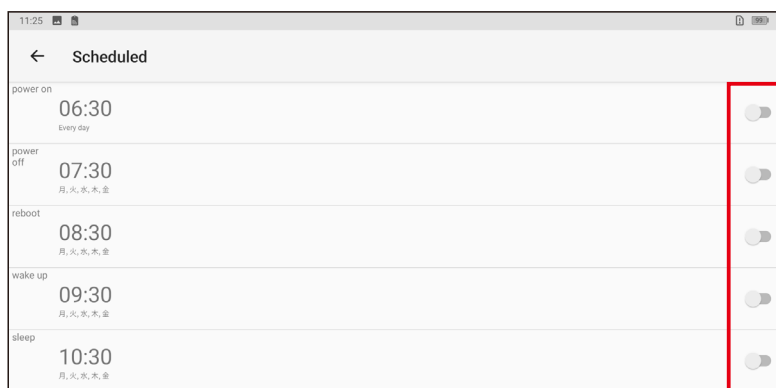 11:25
99
Scheduled
power on
06:30
Every day
power
off
07:30
月, 火, 水, 木, 金
reboot
08:30
月, 火, 水, 木, 金
wake up
09:30
月, 火, 水, 木, 金
sleep
10:30
月, 火, 水, 木, 金